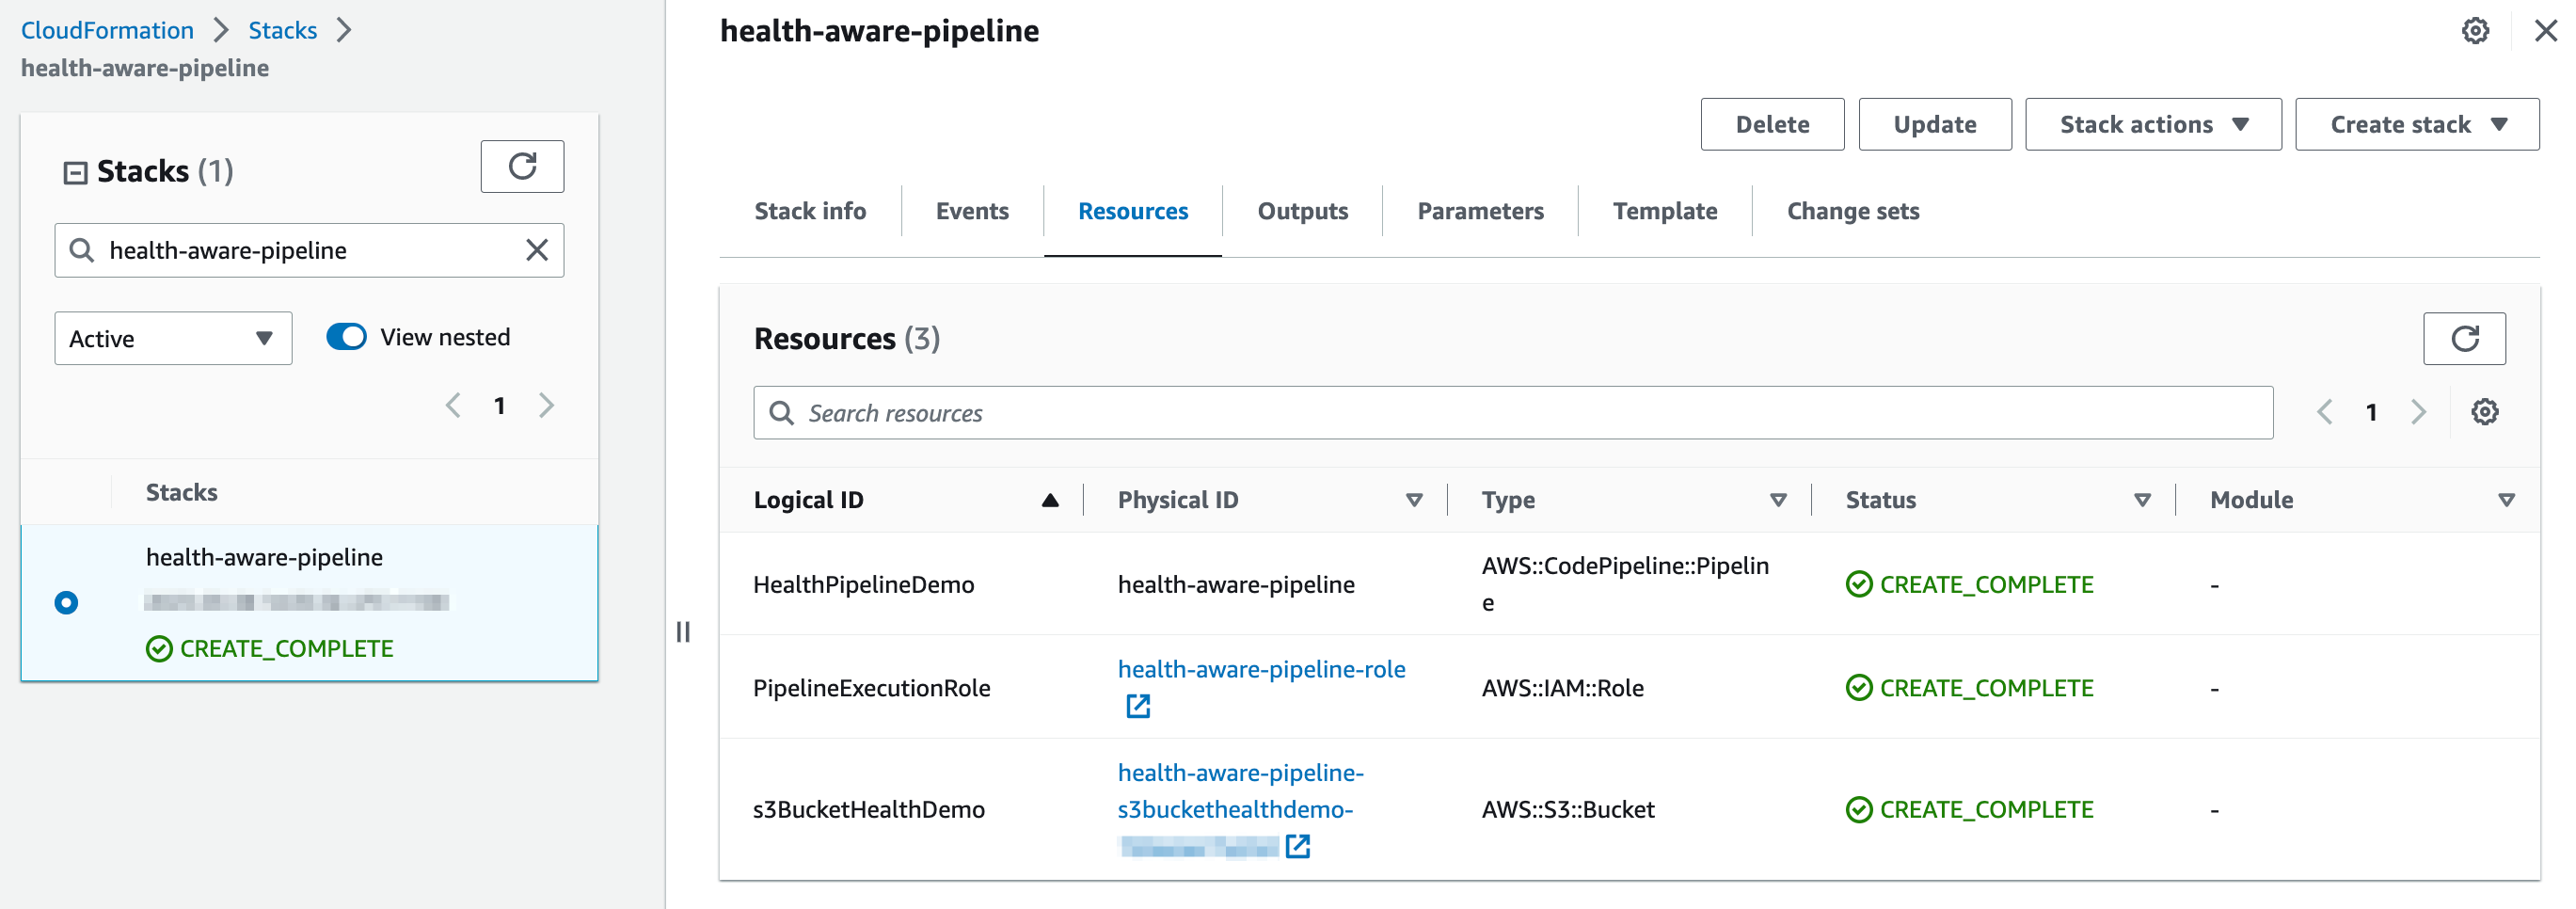 CloudFormation > Stacks >
health-aware-pipeline
Stacks (1)
health-aware-pipeline
Active
View nested
1
Stacks
health-aware-pipeline
CREATE_COMPLETE
health-aware-pipeline
Delete
Update
Stack actions
Create stack
Stack info
Events
Resources
Outputs
Parameters
Template
Change sets
Resources (3)
Search resources
1
Logical ID
Physical ID
Type
Status
Module
HealthPipelineDemo
health-aware-pipeline
AWS::CodePipeline::Pipelin
e
CREATE_COMPLETE
-
PipelineExecutionRole
health-aware-pipeline-role
AWS::IAM::Role
CREATE_COMPLETE
-
s3BucketHealthDemo
health-aware-pipeline-
s3buckethealthdemo-
AWS::S3::Bucket
CREATE_COMPLETE
-